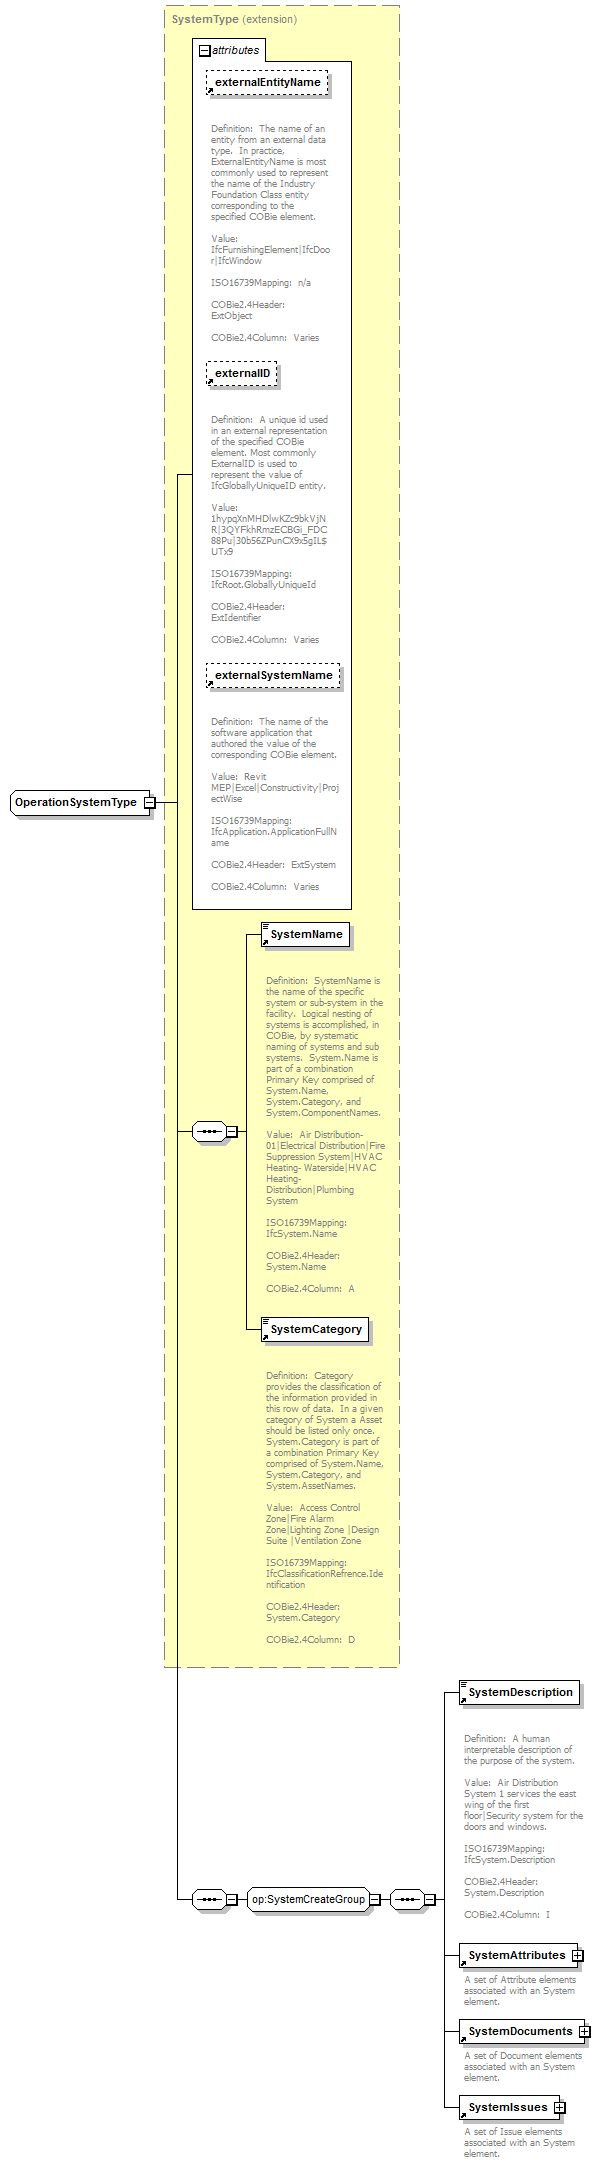 SystemType (extension)
attributes
externalEntityName
Definition:  The name of an
entity from an external data
type.  In practice,
ExternalEntityName is most
commonly used to represent
the name of the Industry
Foundation Class entity
corresponding to the
specified COBie element.
Value:
IfcFurnishingElement|IfcDoo
r|IfcWindow
ISO16739Mapping:  n/a
COBie2.4Header:
ExtObject
COBie2.4Column:  Varies
externalID
Definition:  A unique id used
in an external representation
of the specified COBie
element. Most commonly
ExternalID is used to
represent the value of
IfcGloballyUniqueID entity.
Value:
1hypqXnMHDlwKZc9bkVjN
R|3QYFkhRmzECBGi_FDC
88Pu|30b56ZPunCX9x5gIL$
UTx9
ISO16739Mapping:
IfcRoot.GloballyUniqueId
COBie2.4Header:
ExtIdentifier
COBie2.4Column:  Varies
externalSystemName
Definition:  The name of the
software application that
authored the value of the
corresponding COBie element.
Value:  Revit
MEP|Excel|Constructivity|Proj
ectWise
ISO16739Mapping:
IfcApplication.ApplicationFullN
ame
COBie2.4Header:  ExtSystem
COBie2.4Column:  Varies
OperationSystemType
SystemName
Definition:  SystemName is
the name of the specific
system or sub-system in the
facility.  Logical nesting of
systems is accomplished, in
COBie, by systematic
naming of systems and sub
systems.  System.Name is
part of a combination
Primary Key comprised of
System.Name,
System.Category, and
System.ComponentNames.
Value:  Air Distribution-
01|Electrical Distribution|Fire
Suppression System|HVAC
Heating- Waterside|HVAC
Heating-
Distribution|Plumbing
System
ISO16739Mapping:
IfcSystem.Name
COBie2.4Header:
System.Name
COBie2.4Column:  A
SystemCategory
Definition:  Category
provides the classification of
the information provided in
this row of data.  In a given
category of System a Asset
should be listed only once.
System.Category is part of
a combination Primary Key
comprised of System.Name,
System.Category, and
System.AssetNames.
Value:  Access Control
Zone|Fire Alarm
Zone|Lighting Zone |Design
Suite |Ventilation Zone
ISO16739Mapping:
IfcClassificationRefrence.Ide
ntification
COBie2.4Header:
System.Category
COBie2.4Column:  D
SystemDescription
Definition:  A human
interpretable description of
the purpose of the system.
Value:  Air Distribution
System 1 services the east
wing of the first
floor|Security system for the
doors and windows.
ISO16739Mapping:
IfcSystem.Description
COBie2.4Header:
System.Description
COBie2.4Column:  I
op:SystemCreateGroup
SystemAttributes
A set of Attribute elements
associated with an System
element.
SystemDocuments
A set of Document elements
associated with an System
element.
SystemIssues
A set of Issue elements
associated with an System
element.